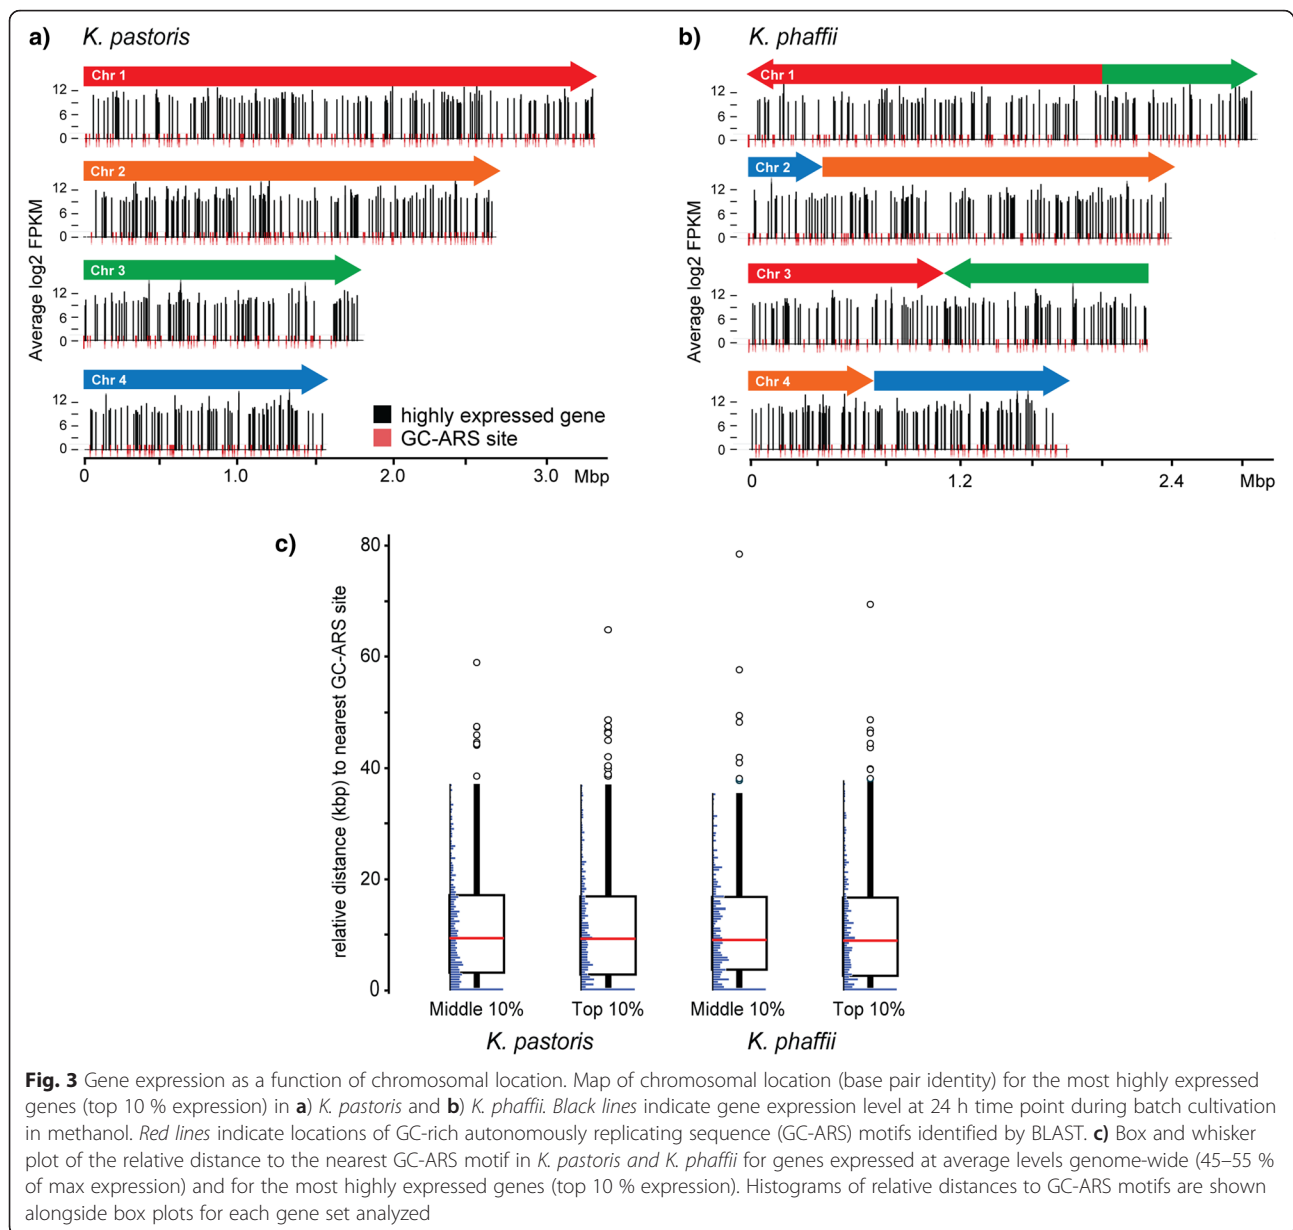 a) K. pastoris
Chr 1
12
6
0
Chr 2
12
6
0
Chr 3
12
6
0
Chr 4
12
6
0
Average log2 FPKM
highly expressed gene
GC-ARS site
0 1.0 2.0 3.0 Mbp
b) K. phaffii
Chr 1
12
6
0
Chr 2
12
6
0
Chr 3
12
6
0
Chr 4
12
6
0
Average log2 FPKM
0 1.2 2.4 Mbp
c)
relative distance (kbp) to nearest GC-ARS site
80
60
40
20
0
Middle 10% Top 10% Middle 10% Top 10%
K. pastoris K. phaffii
Fig. 3 Gene expression as a function of chromosomal location. Map of chromosomal location (base pair identity) for the most highly expressed
genes (top 10 % expression) in a) K. pastoris and b) K. phaffii. Black lines indicate gene expression level at 24 h time point during batch cultivation
in methanol. Red lines indicate locations of GC-rich autonomously replicating sequence (GC-ARS) motifs identified by BLAST. c) Box and whisker
plot of the relative distance to the nearest GC-ARS motif in K. pastoris and K. phaffii for genes expressed at average levels genome-wide (45–55 %
of max expression) and for the most highly expressed genes (top 10 % expression). Histograms of relative distances to GC-ARS motifs are shown
alongside box plots for each gene set analyzed